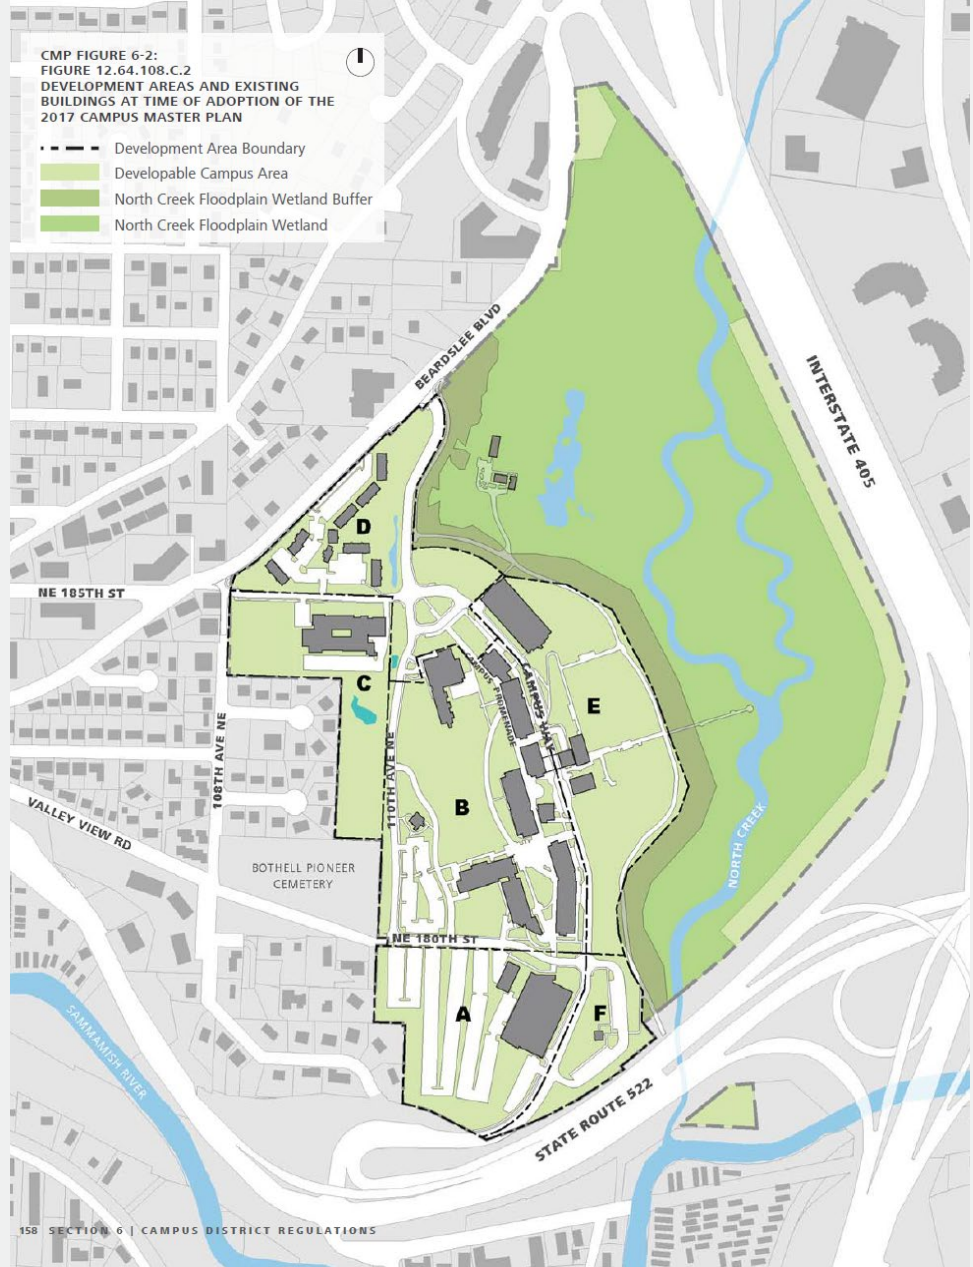 CMP FIGURE 6-2:
FIGURE 12.64.108.C.2
DEVELOPMENT AREAS AND EXISTING
BUILDINGS AT TIME OF ADOPTION OF THE
2017 CAMPUS MASTER PLAN
Development Area Boundary
Developable Campus Area
North Creek Floodplain Wetland Buffer
North Creek Floodplain Wetland
BEARDSLEE BLVD
INTERSTATE 405
D
NE 185TH ST
C
CAMPUS PROMENADE
CAMPUS WAY
E
108TH AVE NE
110TH AVE NE
B
VALLEY VIEW RD
NORTH CREEK
BOTHELL PIONEER
CEMETERY
NE 180TH ST
A
F
SAMMAMISH RIVER
STATE ROUTE 522
158 SECTION 6 | CAMPUS DISTRICT REGULATIONS